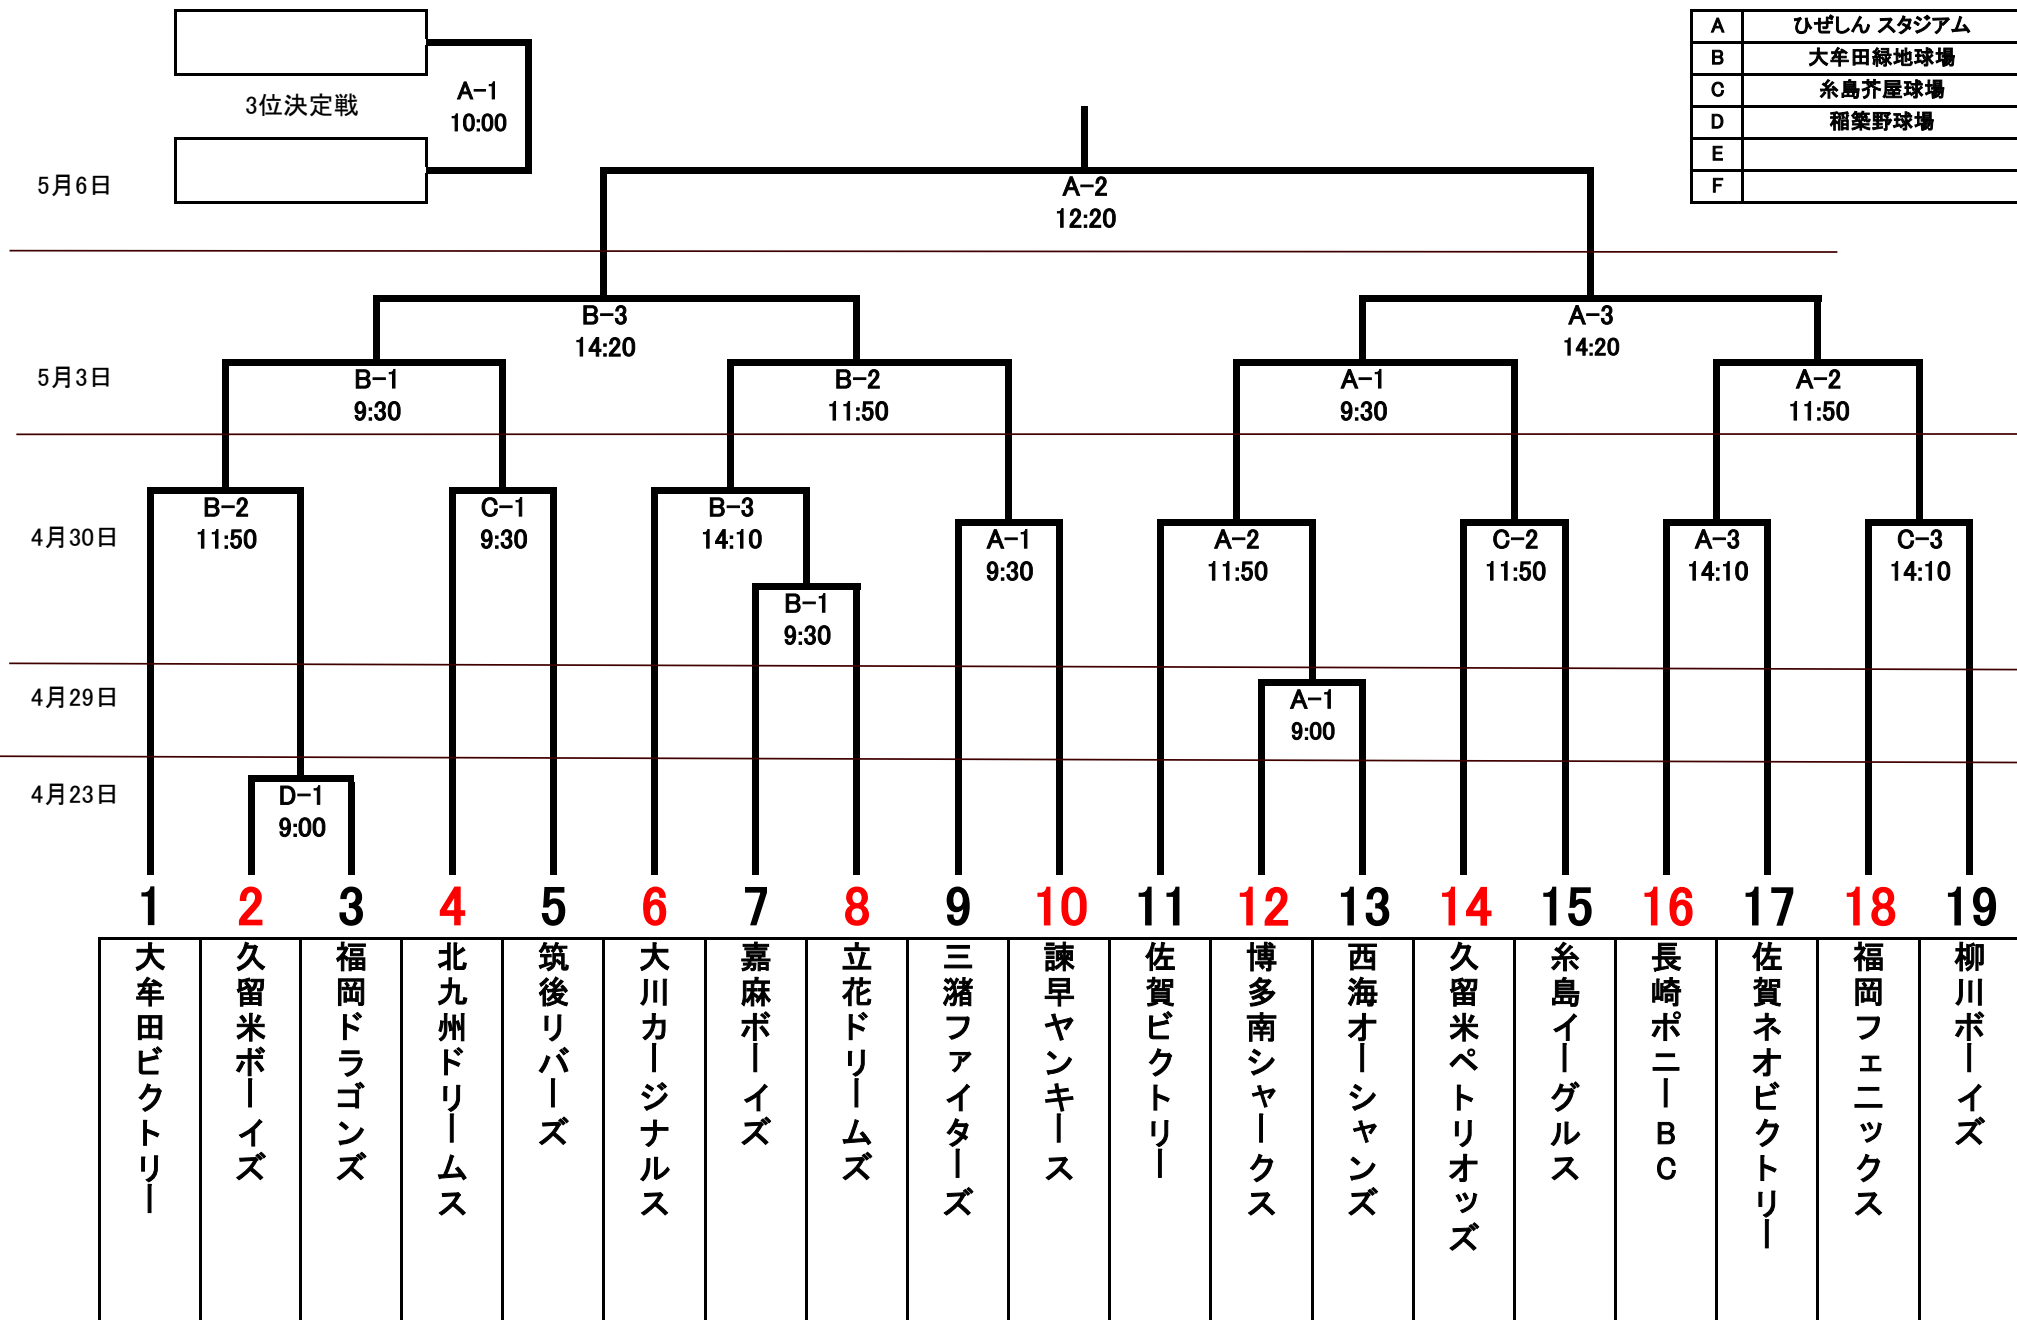 A ひぜしん スタジアム
B 大牟田緑地球場
C 糸島芥屋球場
D 稲築野球場
E
F
3位決定戦
A-1
10:00
5月6日
A-2
12:20
B-3
14:20
A-3
14:20
5月3日
B-1
9:30
B-2
11:50
A-1
9:30
A-2
11:50
4月30日
B-2
11:50
C-1
9:30
B-3
14:10
A-1
9:30
A-2
11:50
C-2
11:50
A-3
14:10
C-3
14:10
B-1
9:30
4月29日
A-1
9:00
4月23日
D-1
9:00
1 2 3 4 5 6 7 8 9 10 11 12 13 14 15 16 17 18 19
大牟田ビクトリー
久留米ボーイズ
福岡ドラゴンズ
北九州ドリームス
筑後リバーズ
大川カージナルス
嘉麻ボーイズ
立花ドリームズ
三潴ファイターズ
諫早ヤンキース
佐賀ビクトリー
博多南シャークス
西海オーシャンズ
久留米ペトリオッズ
糸島イーグルス
長崎ポニーBC
佐賀ネオビクトリー
福岡フェニックス
柳川ボーイズ